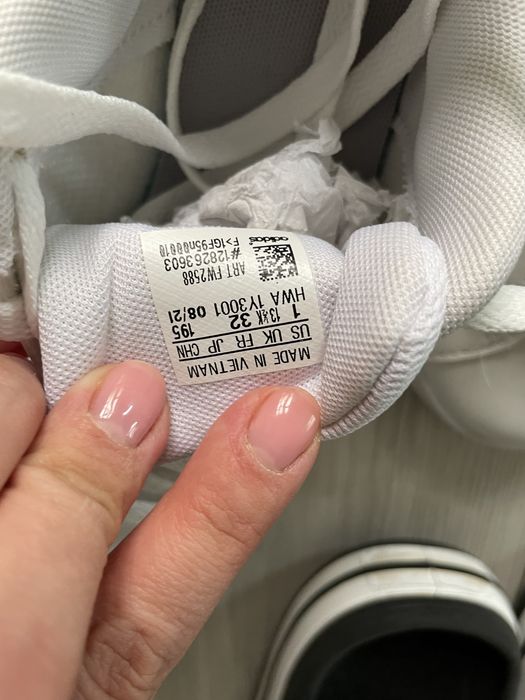 MADE IN VIETNAM
US UK FR JP CHN
1 13½K 32 195
HWA 1Y3001 08/21
ART FW2588
#128263603
adidas